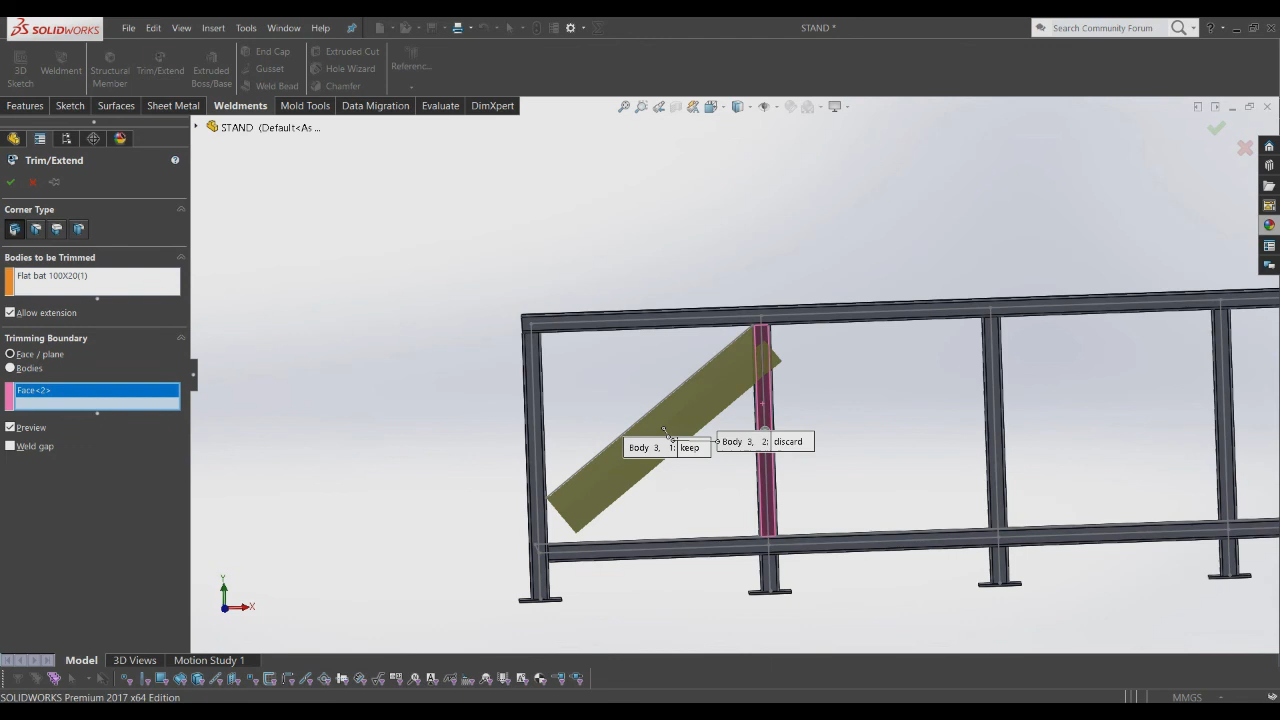 SOLIDWORKS File Edit View Insert Tools Window Help STAND * Search Community Forum ?
3D Sketch
Weldment
Structural Member
Trim/Extend
Extruded Boss/Base
End Cap
Gusset
Weld Bead
Extruded Cut
Hole Wizard
Chamfer
Referenc...
Features Sketch Surfaces Sheet Metal Weldments Mold Tools Data Migration Evaluate DimXpert
STAND (Default<As ...
Trim/Extend
Corner Type
Bodies to be Trimmed
Flat bat 100X20(1)
Allow extension
Trimming Boundary
Face / plane
Bodies
Face<2>
Preview
Weld gap
Body 3, 1: keep
Body 3, 2: discard
Y
X
Model 3D Views Motion Study 1
SOLIDWORKS Premium 2017 x64 Edition MMGS